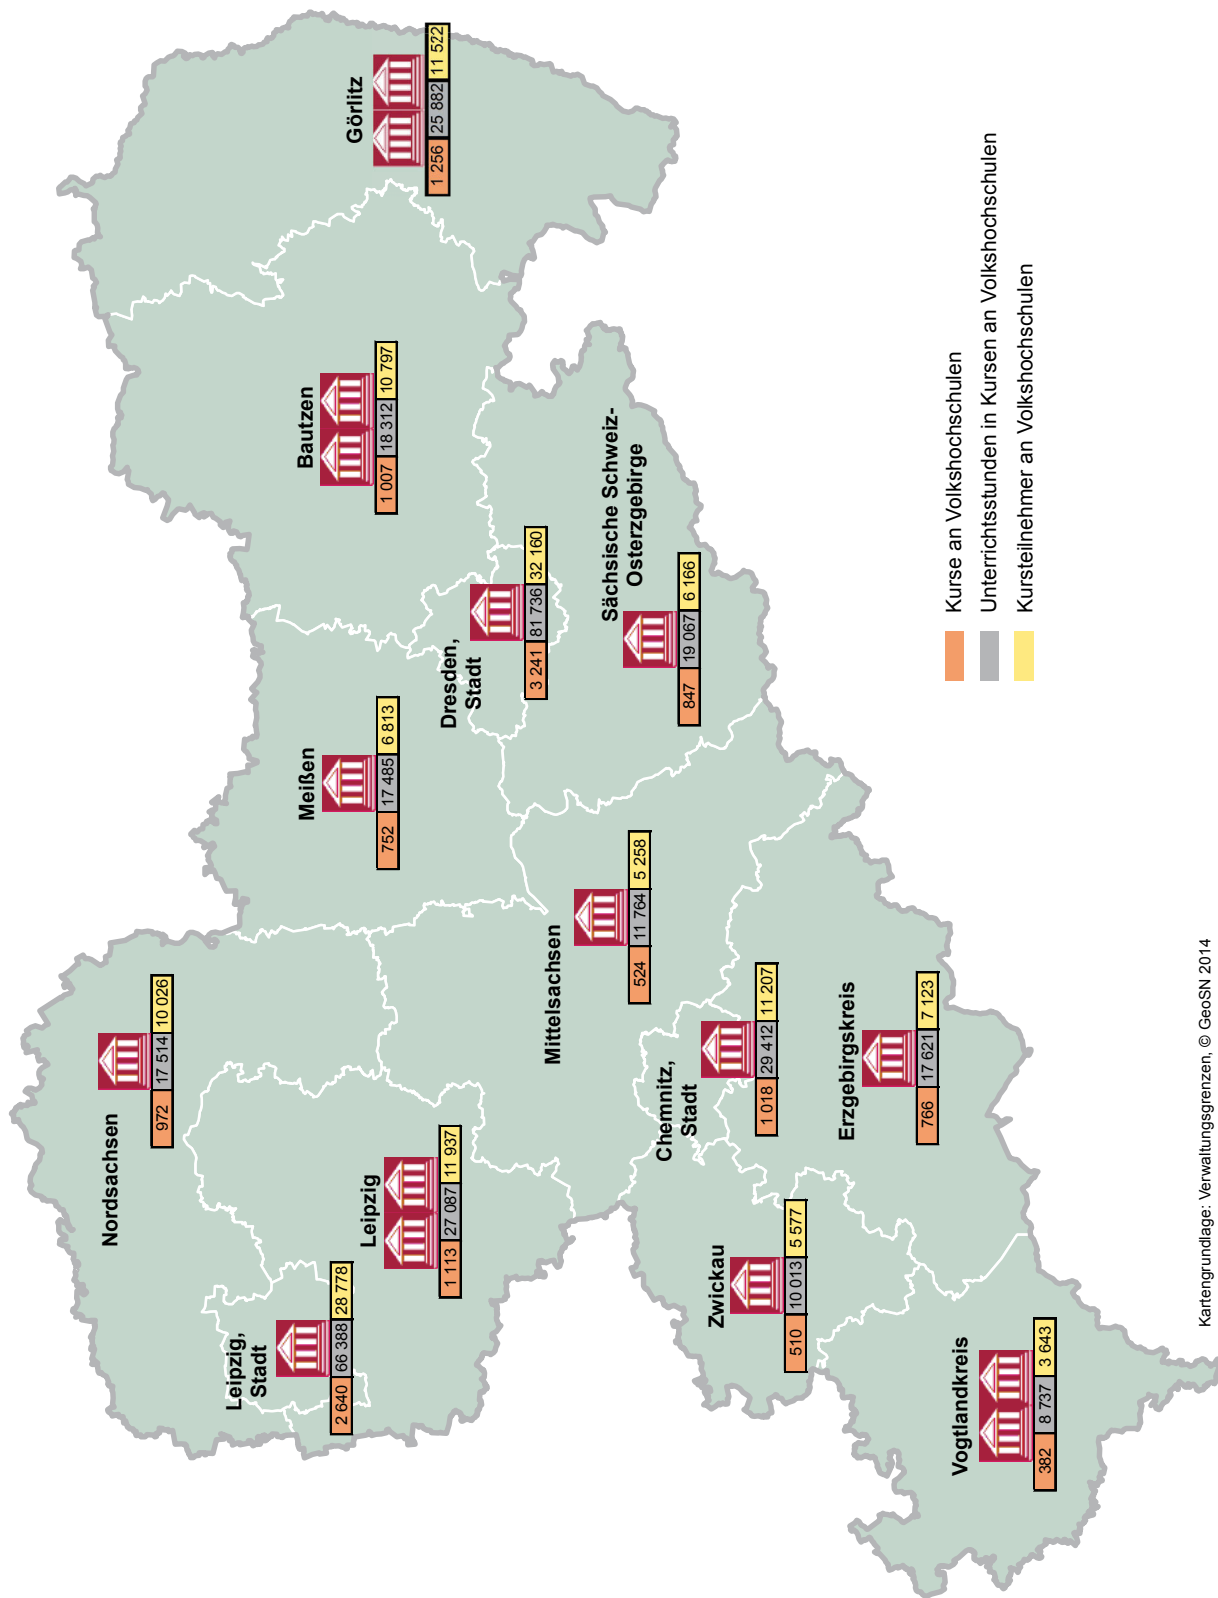 Nordsachsen
972 17 514 10 026
Leipzig,
Stadt
2 640 66 388 28 778
Leipzig
1 113 27 087 11 937
Meißen
752 17 485 6 813
Bautzen
1 007 18 312 10 797
Görlitz
1 256 25 882 11 522
Dresden,
Stadt
3 241 81 736 32 160
Sächsische Schweiz-
Osterzgebirge
847 19 067 6 166
Mittelsachsen
524 11 764 5 258
Chemnitz,
Stadt
1 018 29 412 11 207
Zwickau
510 10 013 5 577
Erzgebirgskreis
766 17 621 7 123
Vogtlandkreis
382 8 737 3 643
Kurse an Volkshochschulen
Unterrichtsstunden in Kursen an Volkshochschulen
Kursteilnehmer an Volkshochschulen
Kartengrundlage: Verwaltungsgrenzen, © GeoSN 2014